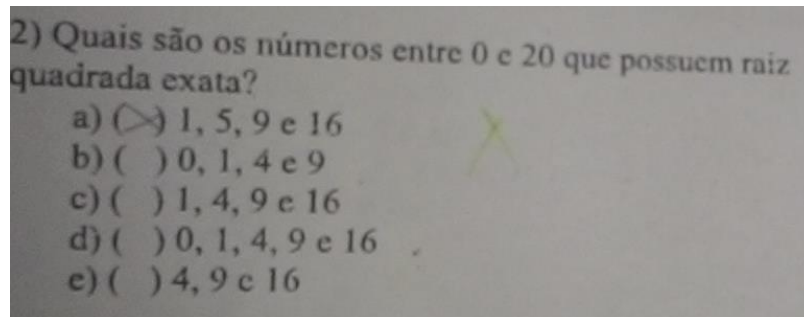 2) Quais são os números entre 0 e 20 que possuem raiz
quadrada exata?
a) (X) 1, 5, 9 e 16
b) ( ) 0, 1, 4 e 9
c) ( ) 1, 4, 9 e 16
d) ( ) 0, 1, 4, 9 e 16
e) ( ) 4, 9 e 16